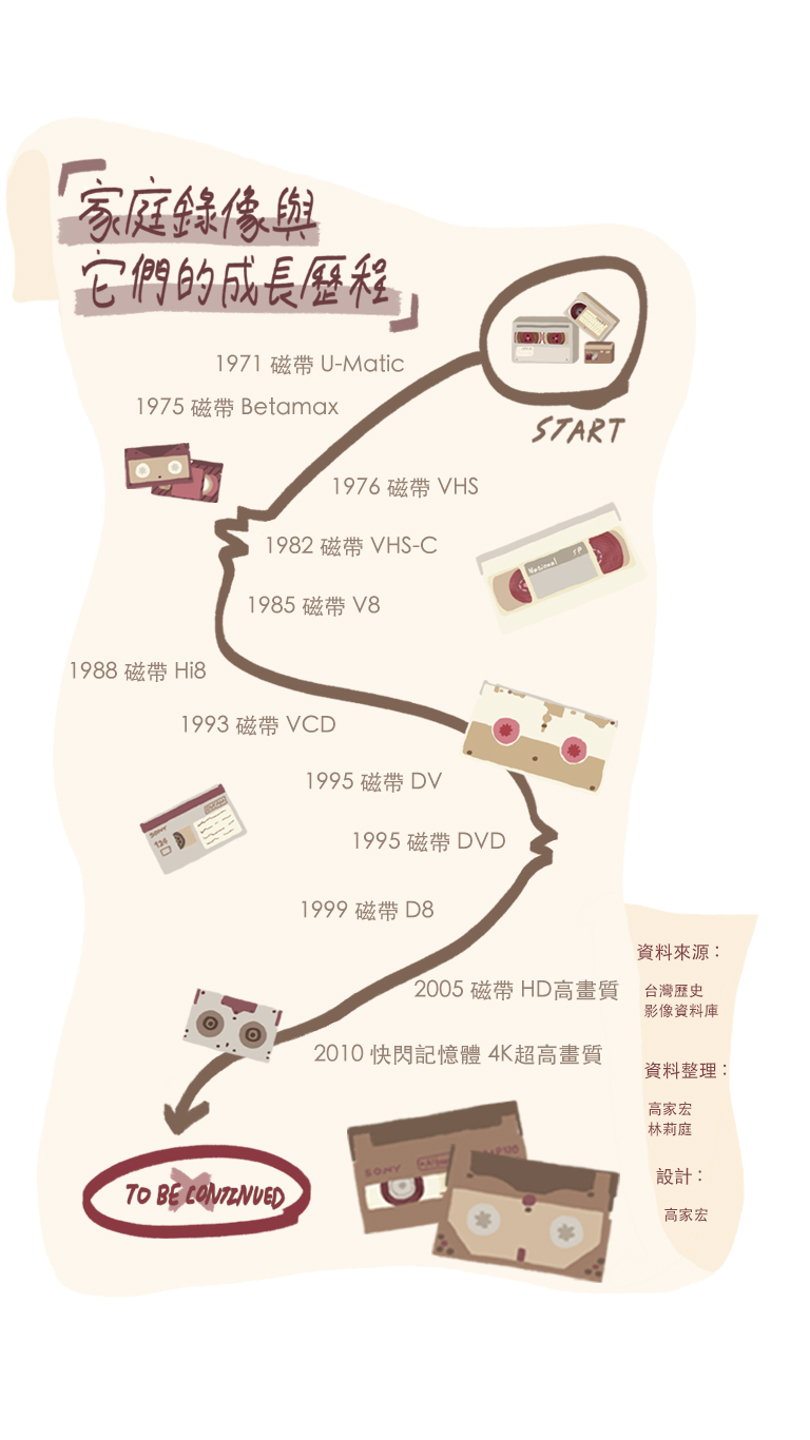 「家庭錄像與
它們的成長歷程」
START
1971 磁帶 U-Matic
1975 磁帶 Betamax
1976 磁帶 VHS
1982 磁帶 VHS-C
National
1985 磁帶 V8
1988 磁帶 Hi8
1993 磁帶 VCD
1995 磁帶 DV
SONY
1995 磁帶 DVD
1999 磁帶 D8
2005 磁帶 HD高畫質
2010 快閃記憶體 4K超高畫質
TO BE CONTINUED
SONY
資料來源：
台灣歷史
影像資料庫
資料整理：
高家宏
林莉庭
設計：
高家宏